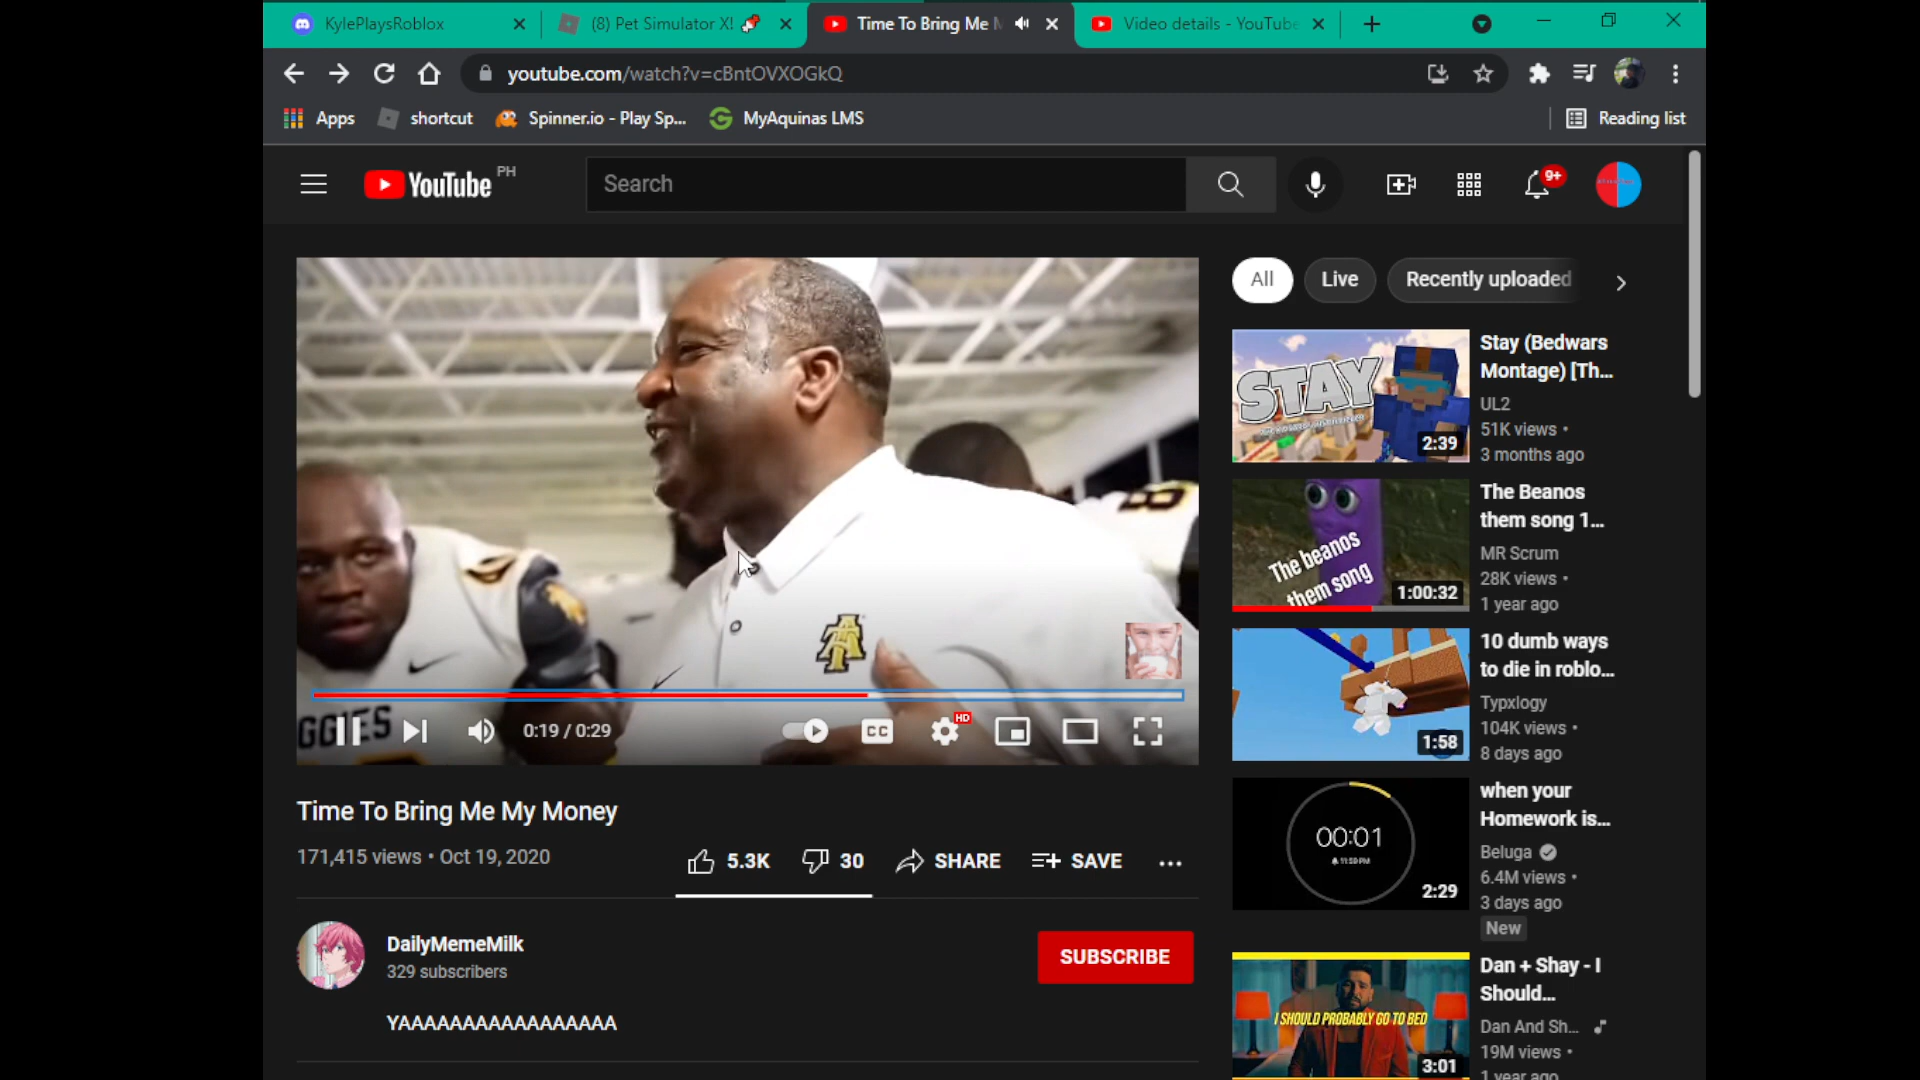 KylePlaysRoblox
(8) Pet Simulator X!
Time To Bring Me M
Video details - YouTube
youtube.com/watch?v=cBntOVXOGkQ
Apps
shortcut
Spinner.io - Play Sp...
MyAquinas LMS
Reading list
YouTube PH
Search
9+
All
Live
Recently uploaded
STAY
2:39
Stay (Bedwars
Montage) [Th...
UL2
51K views •
3 months ago
The beanos
them song
1:00:32
The Beanos
them song 1...
MR Scrum
28K views •
1 year ago
1:58
10 dumb ways
to die in roblo...
Typxlogy
104K views •
8 days ago
00:01
11:59 PM
2:29
when your
Homework is...
Beluga
6.4M views •
3 days ago
New
I SHOULD PROBABLY GO TO BED
3:01
Dan + Shay - I
Should...
Dan And Sh...
19M views •
1 year ago
8
AT
GGIES
0:19 / 0:29
CC
HD
Time To Bring Me My Money
171,415 views • Oct 19, 2020
5.3K
30
SHARE
SAVE
DailyMemeMilk
329 subscribers
SUBSCRIBE
YAAAAAAAAAAAAAAAAA